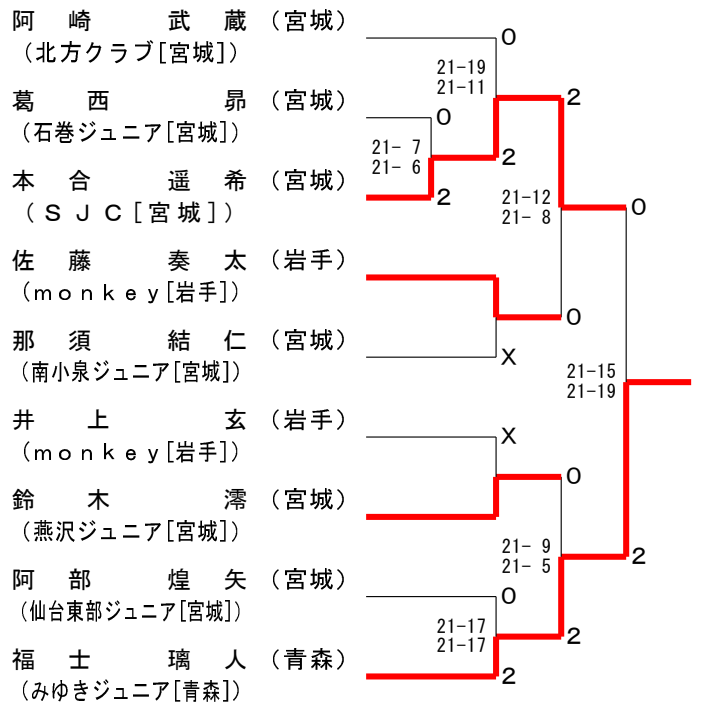 阿崎 武蔵 (宮城)
(北方クラブ[宮城])
葛西 昴 (宮城)
(石巻ジュニア[宮城])
本合 遥希 (宮城)
(ＳＪＣ[宮城])
佐藤 奏太 (岩手)
(ｍｏｎｋｅｙ[岩手])
那須 結仁 (宮城)
(南小泉ジュニア[宮城])
井上 玄 (岩手)
(ｍｏｎｋｅｙ[岩手])
鈴木 澪 (宮城)
(燕沢ジュニア[宮城])
阿部 煌矢 (宮城)
(仙台東部ジュニア[宮城])
福士 璃人 (青森)
(みゆきジュニア[青森])
0
21-19
21-11
2
0
21- 7
21- 6
2
2
21-12
21- 8
0
0
X
21-15
21-19
X
0
21- 9
21- 5
2
0
21-17
21-17
2
2